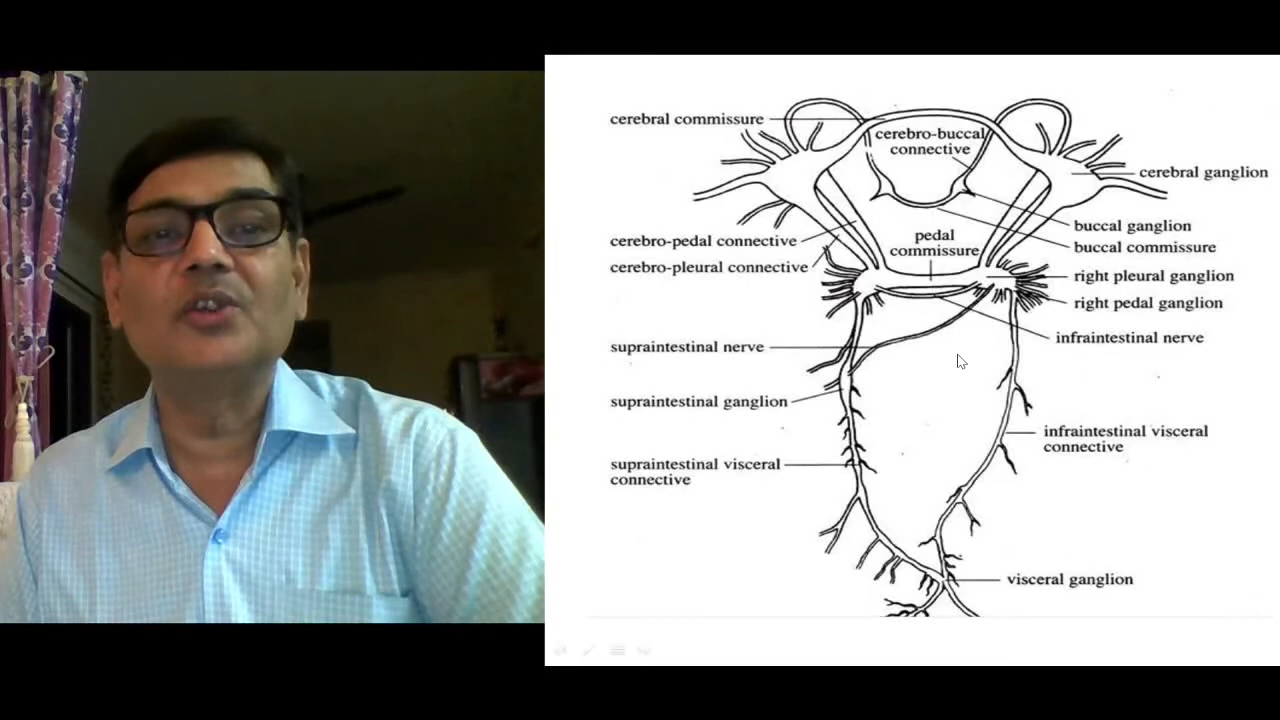 cerebral commissure
cerebro-buccal
connective
cerebral ganglion
buccal ganglion
cerebro-pedal connective
pedal
commissure
buccal commissure
cerebro-pleural connective
right pleural ganglion
right pedal ganglion
infraintestinal nerve
supraintestinal nerve
supraintestinal ganglion
infraintestinal visceral
connective
supraintestinal visceral
connective
visceral ganglion